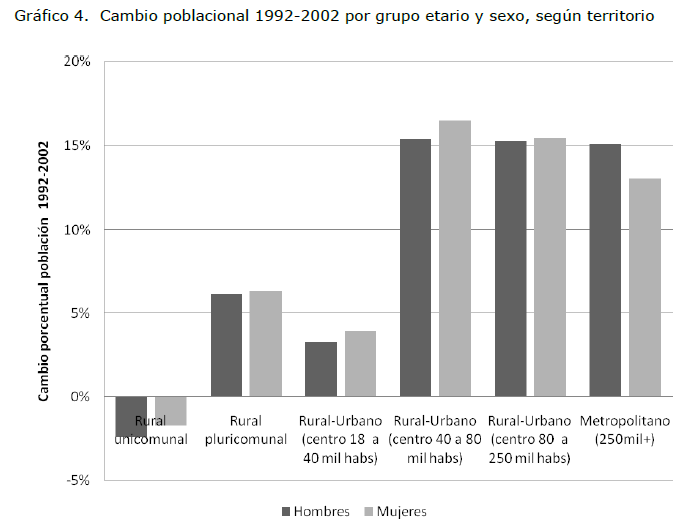 Gráfico 4. Cambio poblacional 1992-2002 por grupo etario y sexo, según territorio
20%
15%
10%
5%
0%
-5%
Cambio porcentual población 1992-2002
Rural
unicomunal
Rural
pluricomunal
Rural-Urbano
(centro 18 a
40 mil habs)
Rural-Urbano
(centro 40 a 80
mil habs)
Rural-Urbano
(centro 80 a
250 mil habs)
Metropolitano
(250mil+)
Hombres
Mujeres